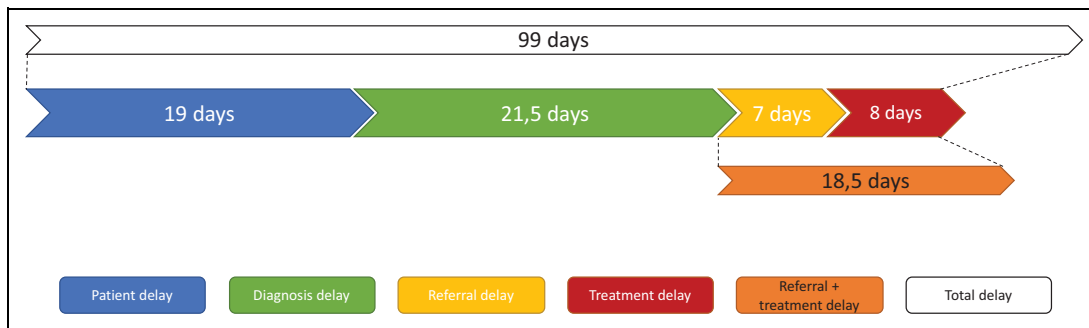 99 days
19 days
21,5 days
7 days
8 days
18,5 days
Patient delay
Diagnosis delay
Referral delay
Treatment delay
Referral +
treatment delay
Total delay